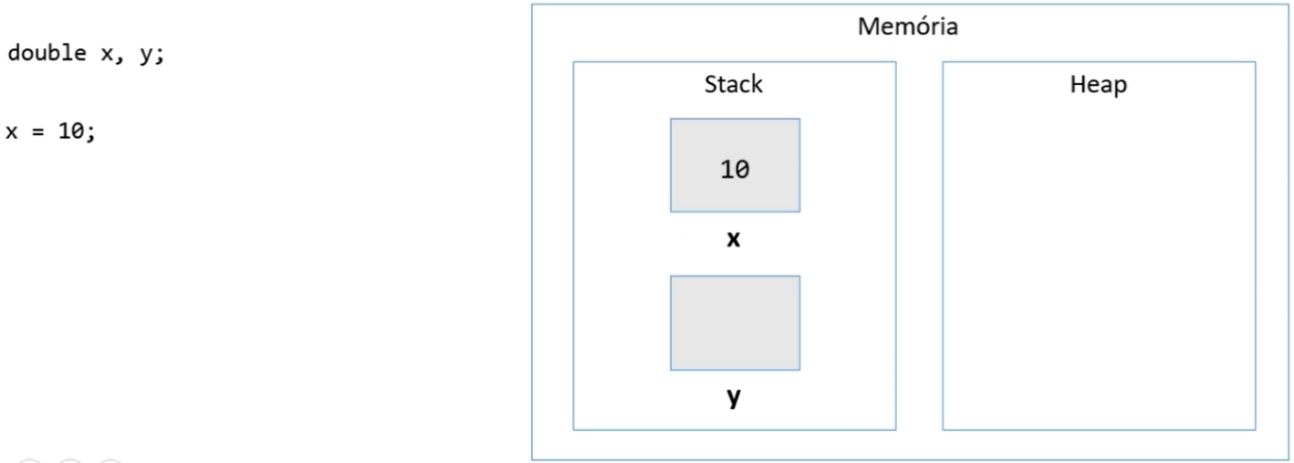 double x, y;
x = 10;
Memória
Stack
Heap
10
x
y